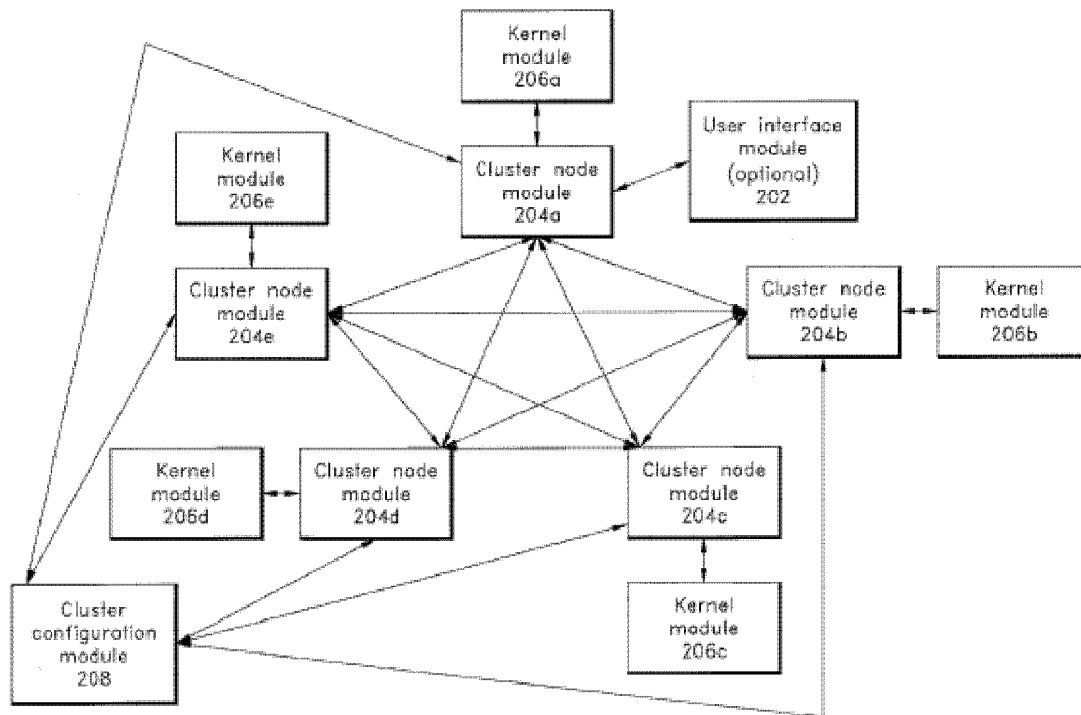 Kernel
module
206a
User interface
module
(optional)
202
Kernel
module
206e
Cluster node
module
204a
Cluster node
module
204e
Cluster node
module
204b
Kernel
module
206b
Kernel
module
206d
Cluster node
module
204d
Cluster node
module
204c
Cluster
configuration
module
208
Kernel
module
206c